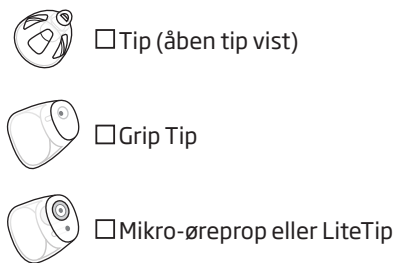 ☐ Tip (åben tip vist)
☐ Grip Tip
☐ Mikro-øreprop eller LiteTip